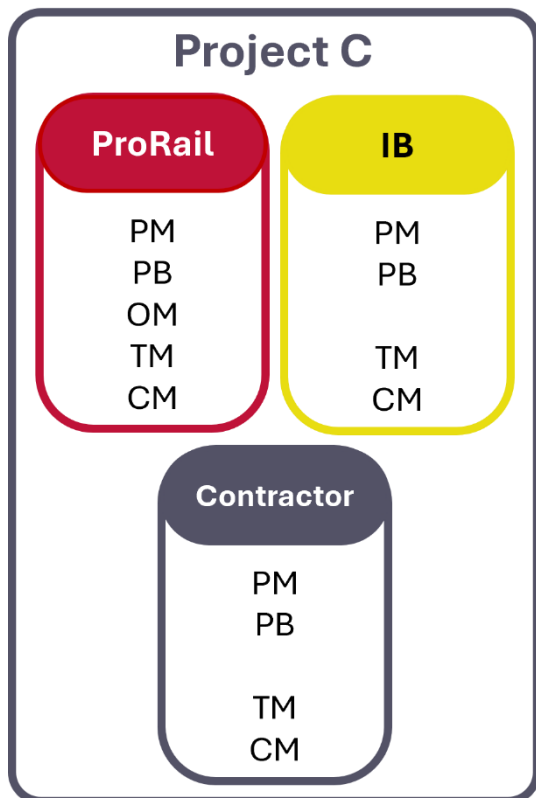 Project C
ProRail
PM
PB
OM
TM
CM
IB
PM
PB
TM
CM
Contractor
PM
PB
TM
CM